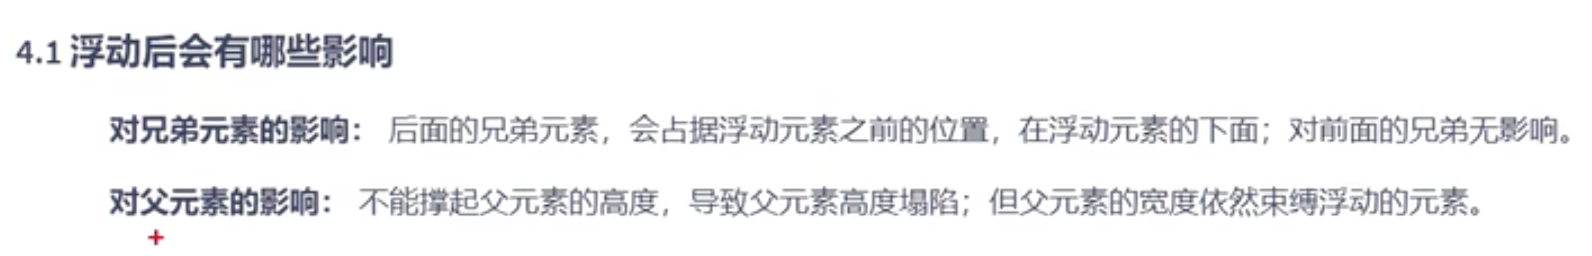 4.1 浮动后会有哪些影响
对兄弟元素的影响： 后面的兄弟元素，会占据浮动元素之前的位置，在浮动元素的下面；对前面的兄弟无影响。
对父元素的影响： 不能撑起父元素的高度，导致父元素高度塌陷；但父元素的宽度依然束缚浮动的元素。